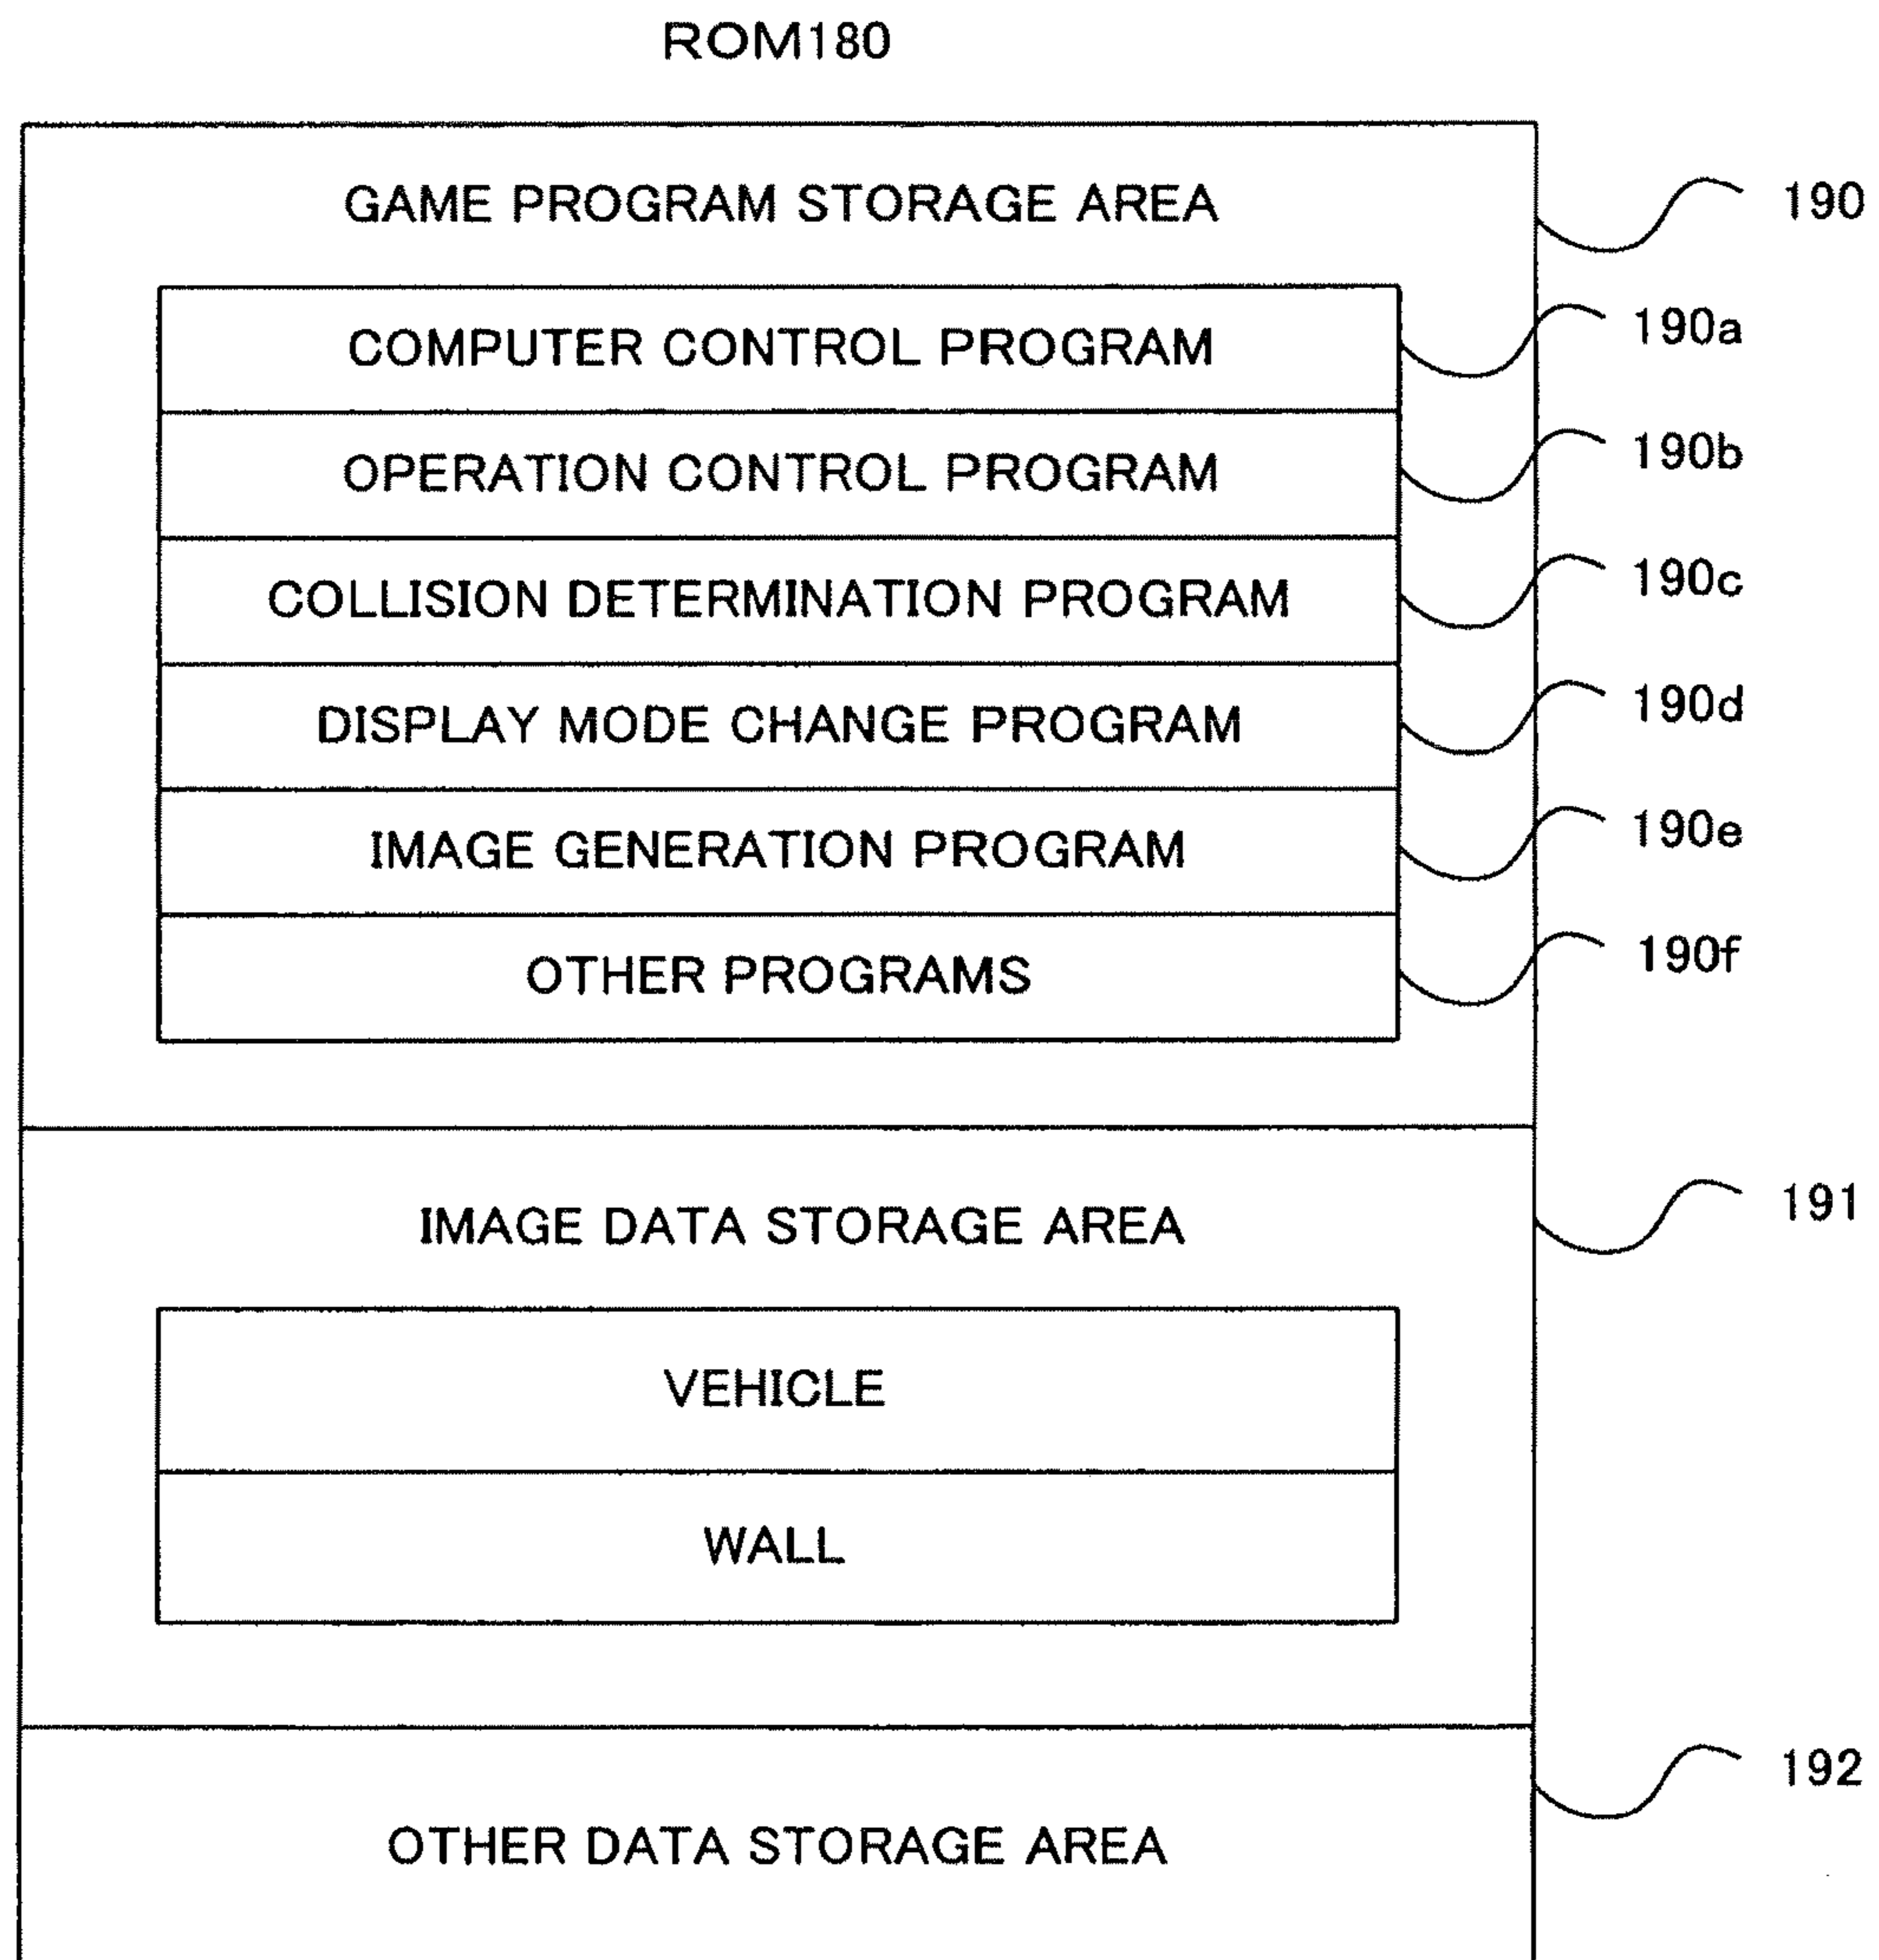 ROM180
GAME PROGRAM STORAGE AREA
190
COMPUTER CONTROL PROGRAM
190a
OPERATION CONTROL PROGRAM
190b
COLLISION DETERMINATION PROGRAM
190c
DISPLAY MODE CHANGE PROGRAM
190d
IMAGE GENERATION PROGRAM
190e
OTHER PROGRAMS
190f
IMAGE DATA STORAGE AREA
191
VEHICLE
WALL
OTHER DATA STORAGE AREA
192